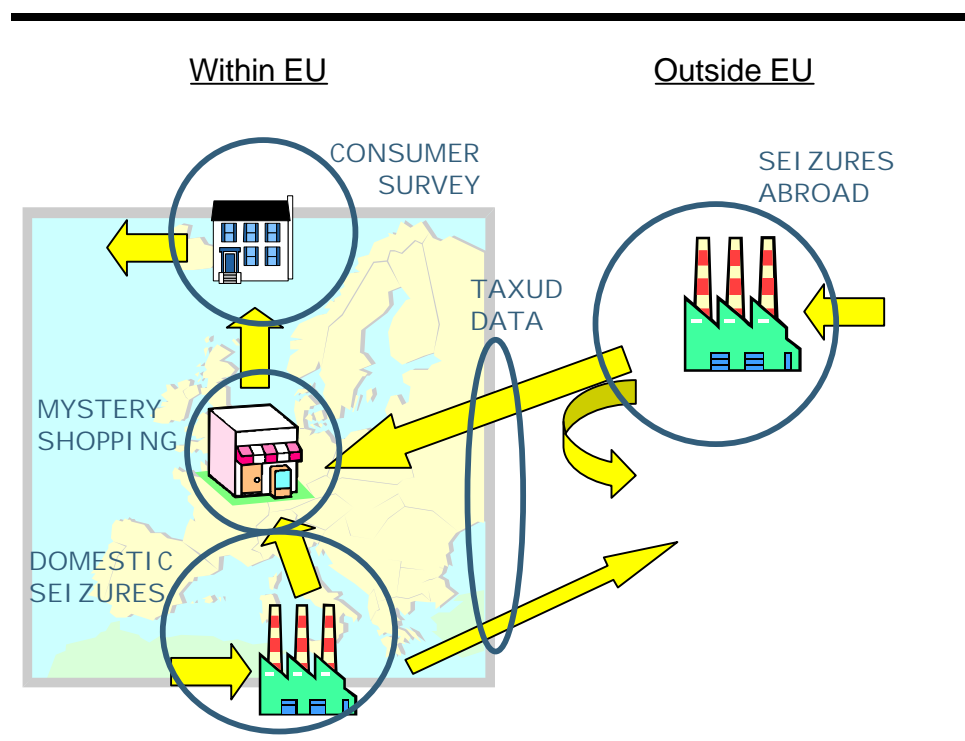 Within EU
Outside EU
CONSUMER
SURVEY
SEIZURES
ABROAD
TAXUD
DATA
MYSTERY
SHOPPING
DOMESTIC
SEIZURES